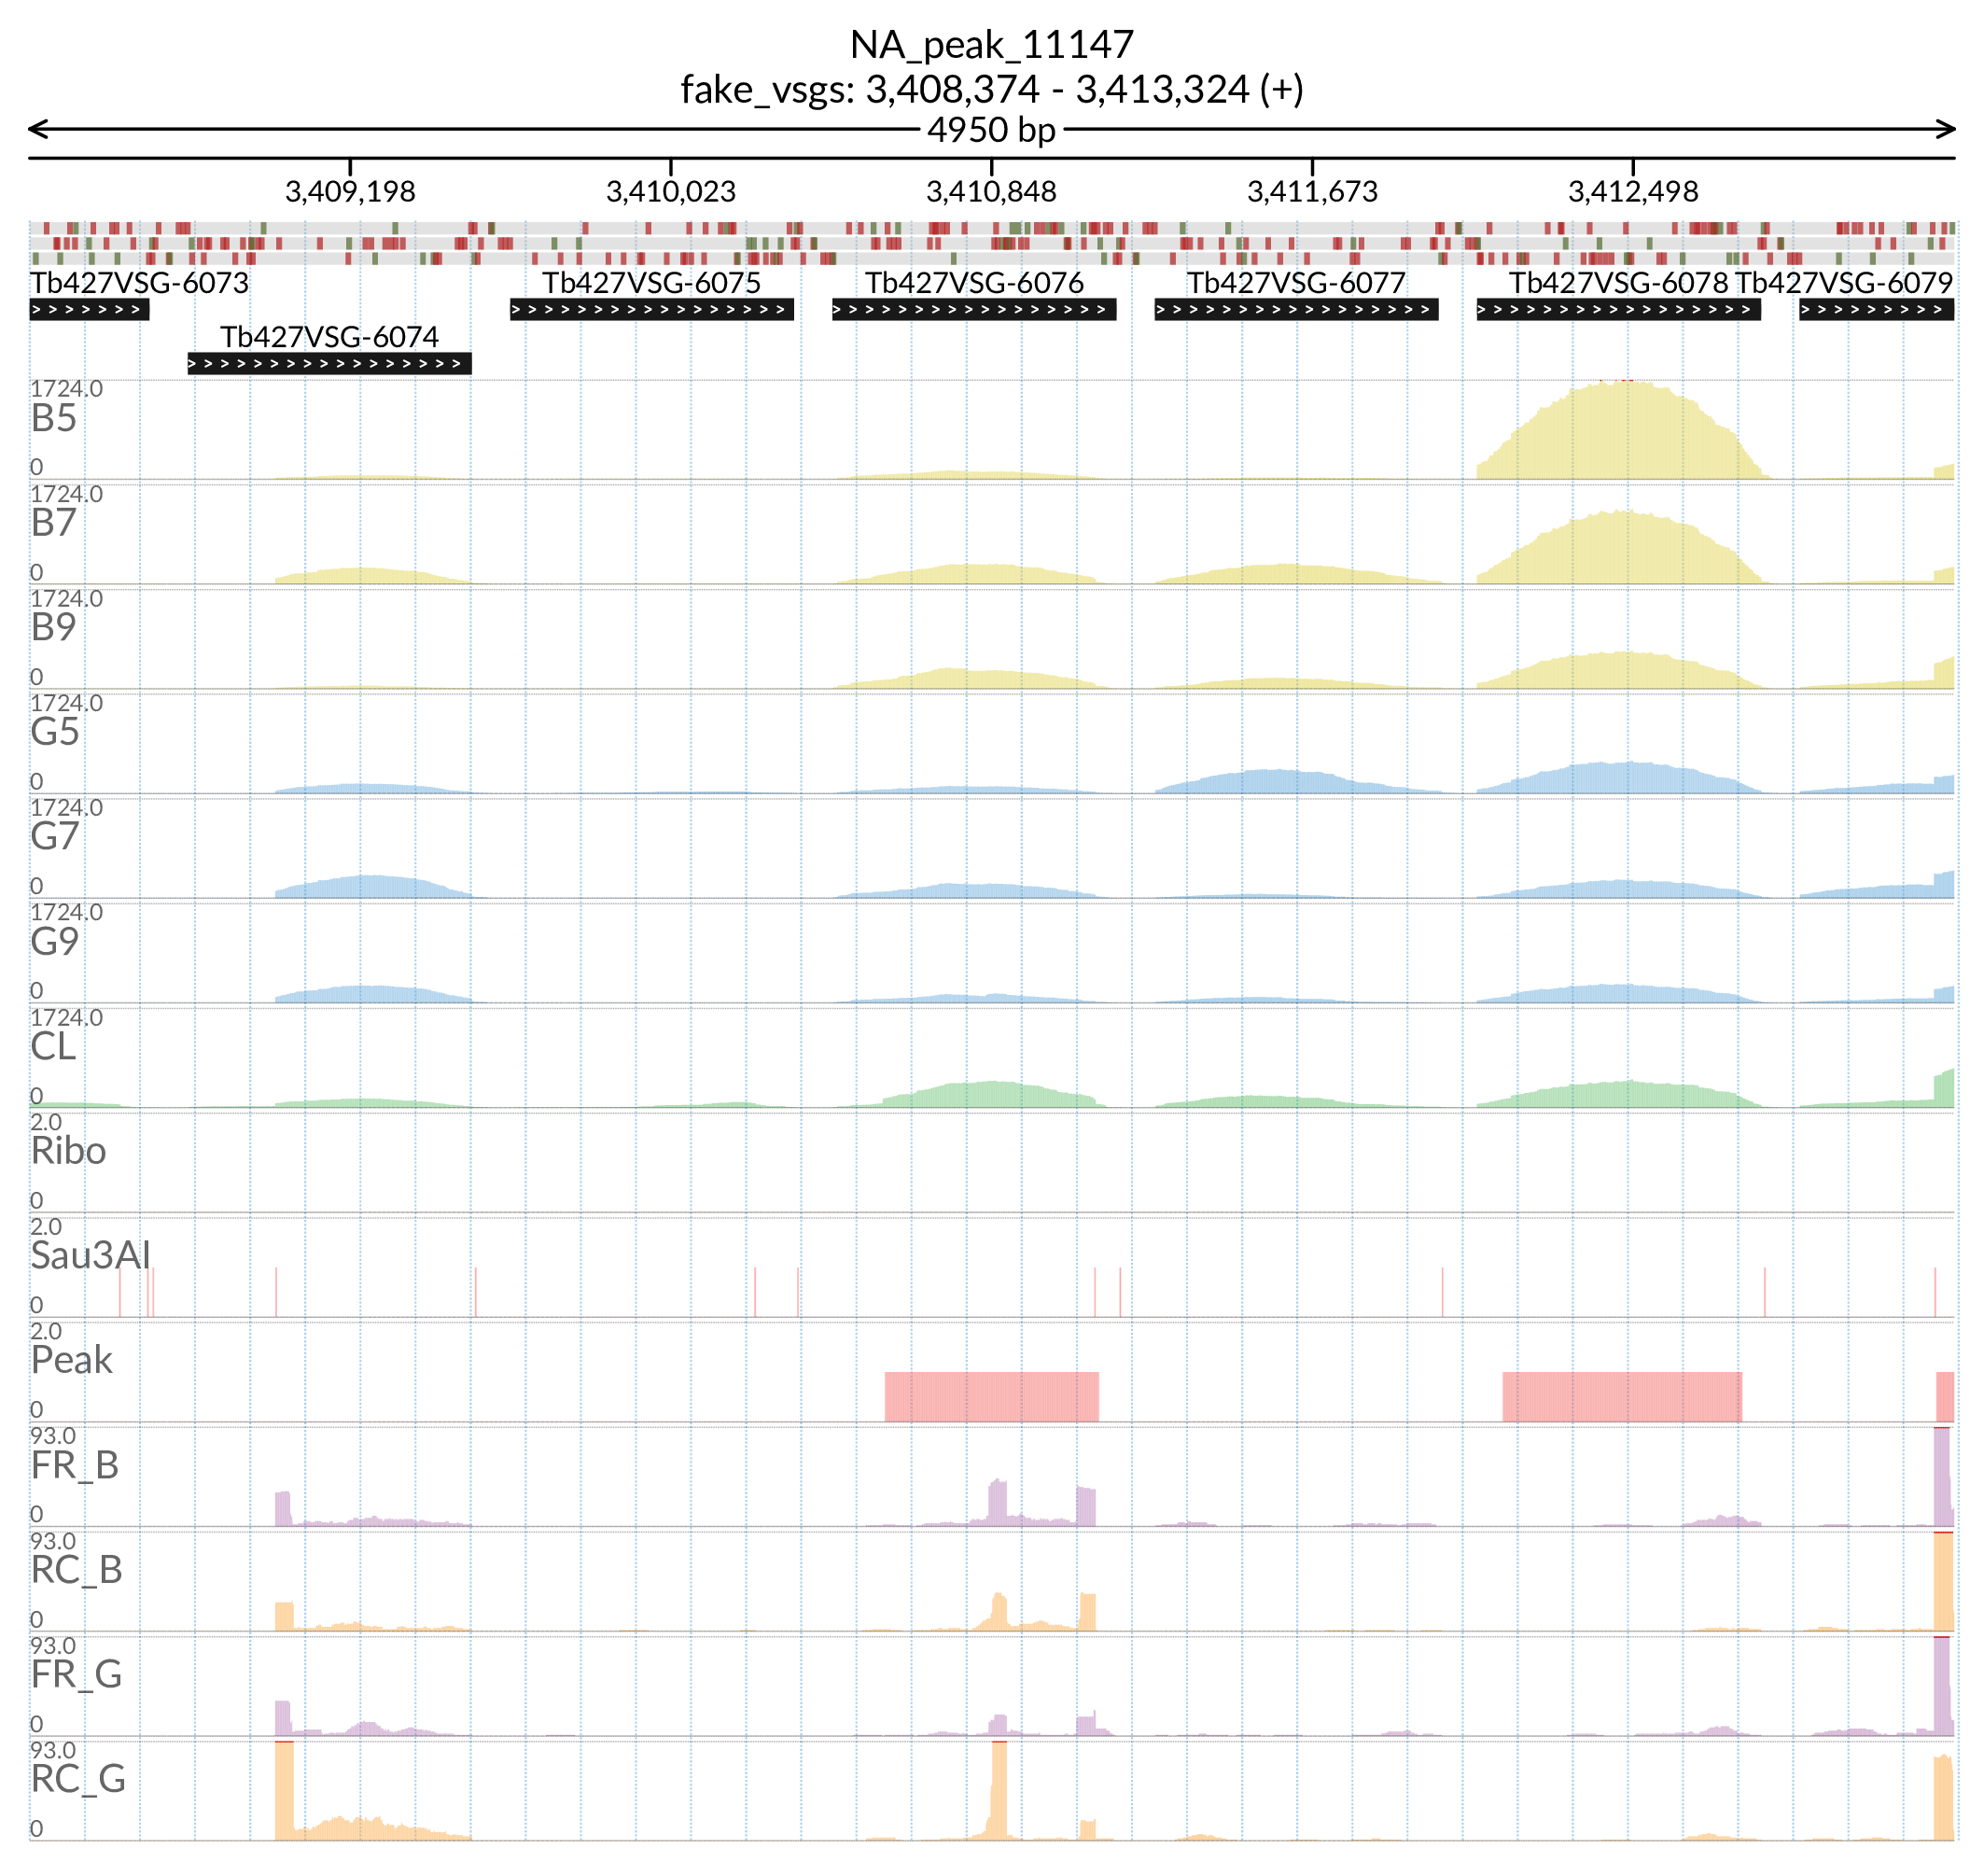 NA_peak_11147
fake_vsgs: 3,408,374 - 3,413,324 (+)
4950 bp
3,409,198 3,410,023 3,410,848 3,411,673 3,412,498
Tb427VSG-6073 Tb427VSG-6075 Tb427VSG-6076 Tb427VSG-6077 Tb427VSG-6078 Tb427VSG-6079
Tb427VSG-6074
1724.0
B5
0
1724.0
B7
0
1724.0
B9
0
1724.0
G5
0
1724.0
G7
0
1724.0
G9
0
1724.0
CL
0
2.0
Ribo
0
2.0
Sau3AI
0
2.0
Peak
0
93.0
FR_B
0
93.0
RC_B
0
93.0
FR_G
0
93.0
RC_G
0